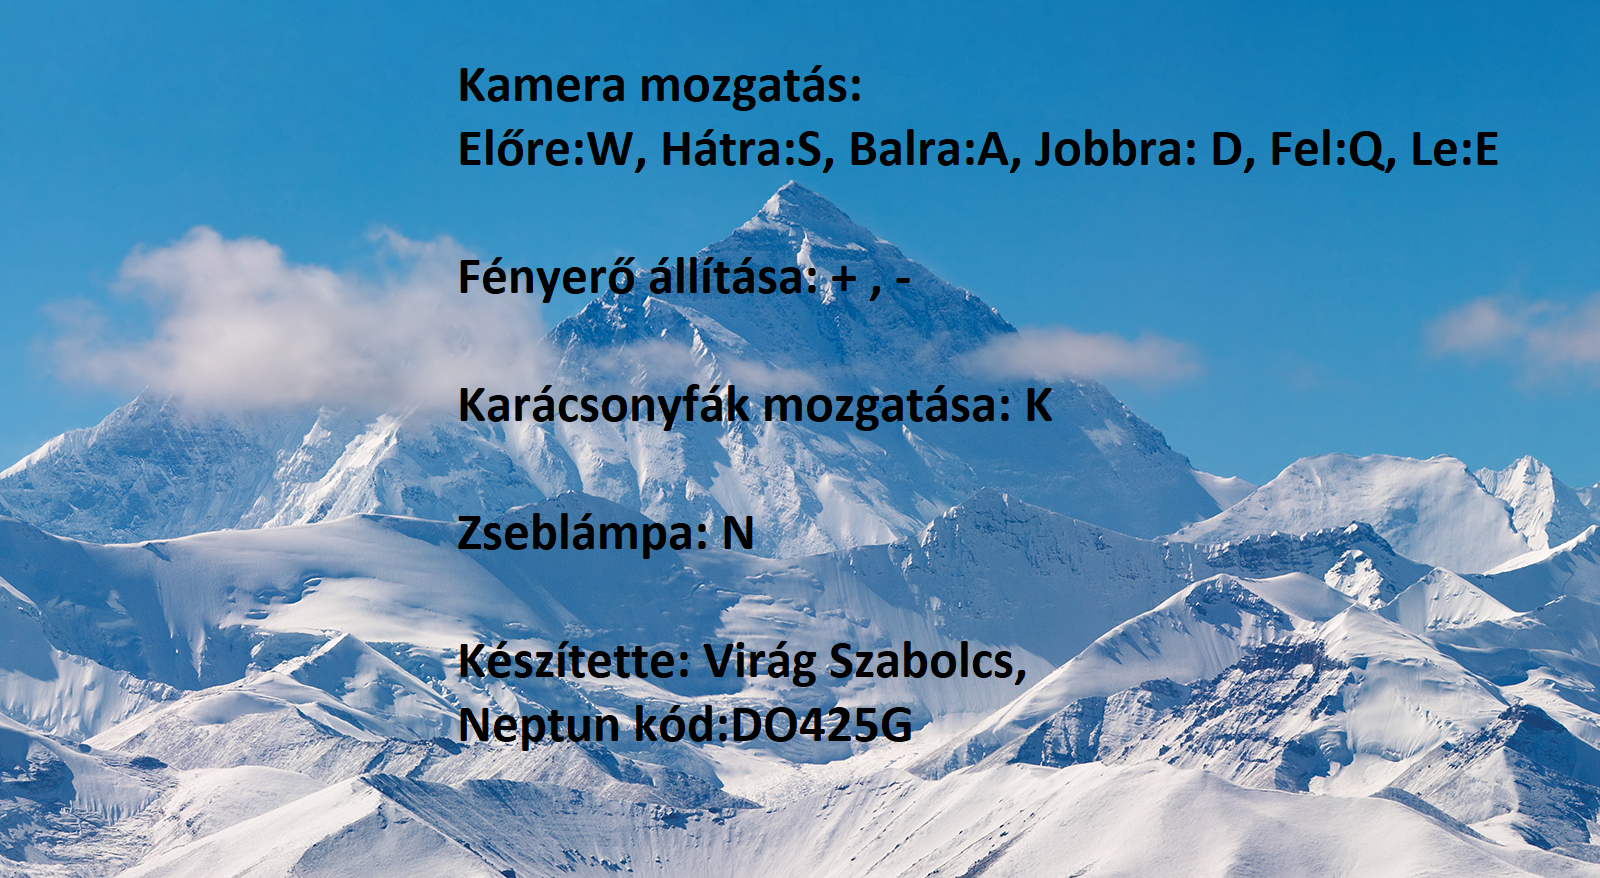 Kamera mozgatás:
Előre:W, Hátra:S, Balra:A, Jobbra: D, Fel:Q, Le:E
Fényerő állítása: + , -
Karácsonyfák mozgatása: K
Zseblámpa: N
Készítette: Virág Szabolcs,
Neptun kód:DO425G